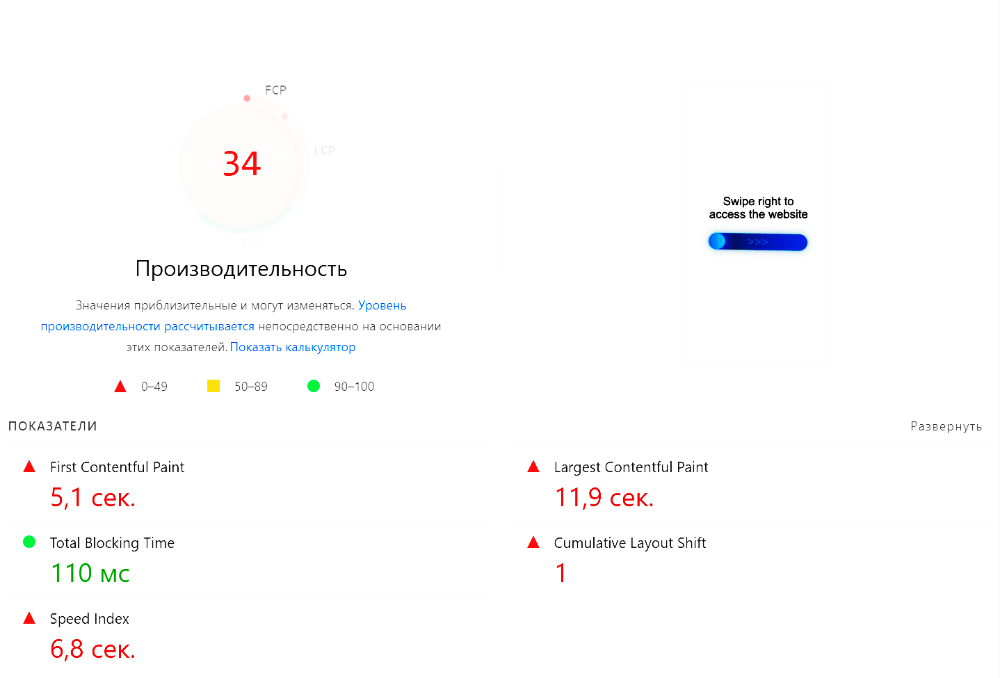 FCP
LCP
34
TBT
Производительность
Значения приблизительные и могут изменяться. Уровень
производительности рассчитывается непосредственно на основании
этих показателей. Показать калькулятор
0–49
50–89
90–100
Swipe right to
access the website
>>>
ПОКАЗАТЕЛИ
Развернуть
First Contentful Paint
5,1 сек.
Largest Contentful Paint
11,9 сек.
Total Blocking Time
110 мс
Cumulative Layout Shift
1
Speed Index
6,8 сек.